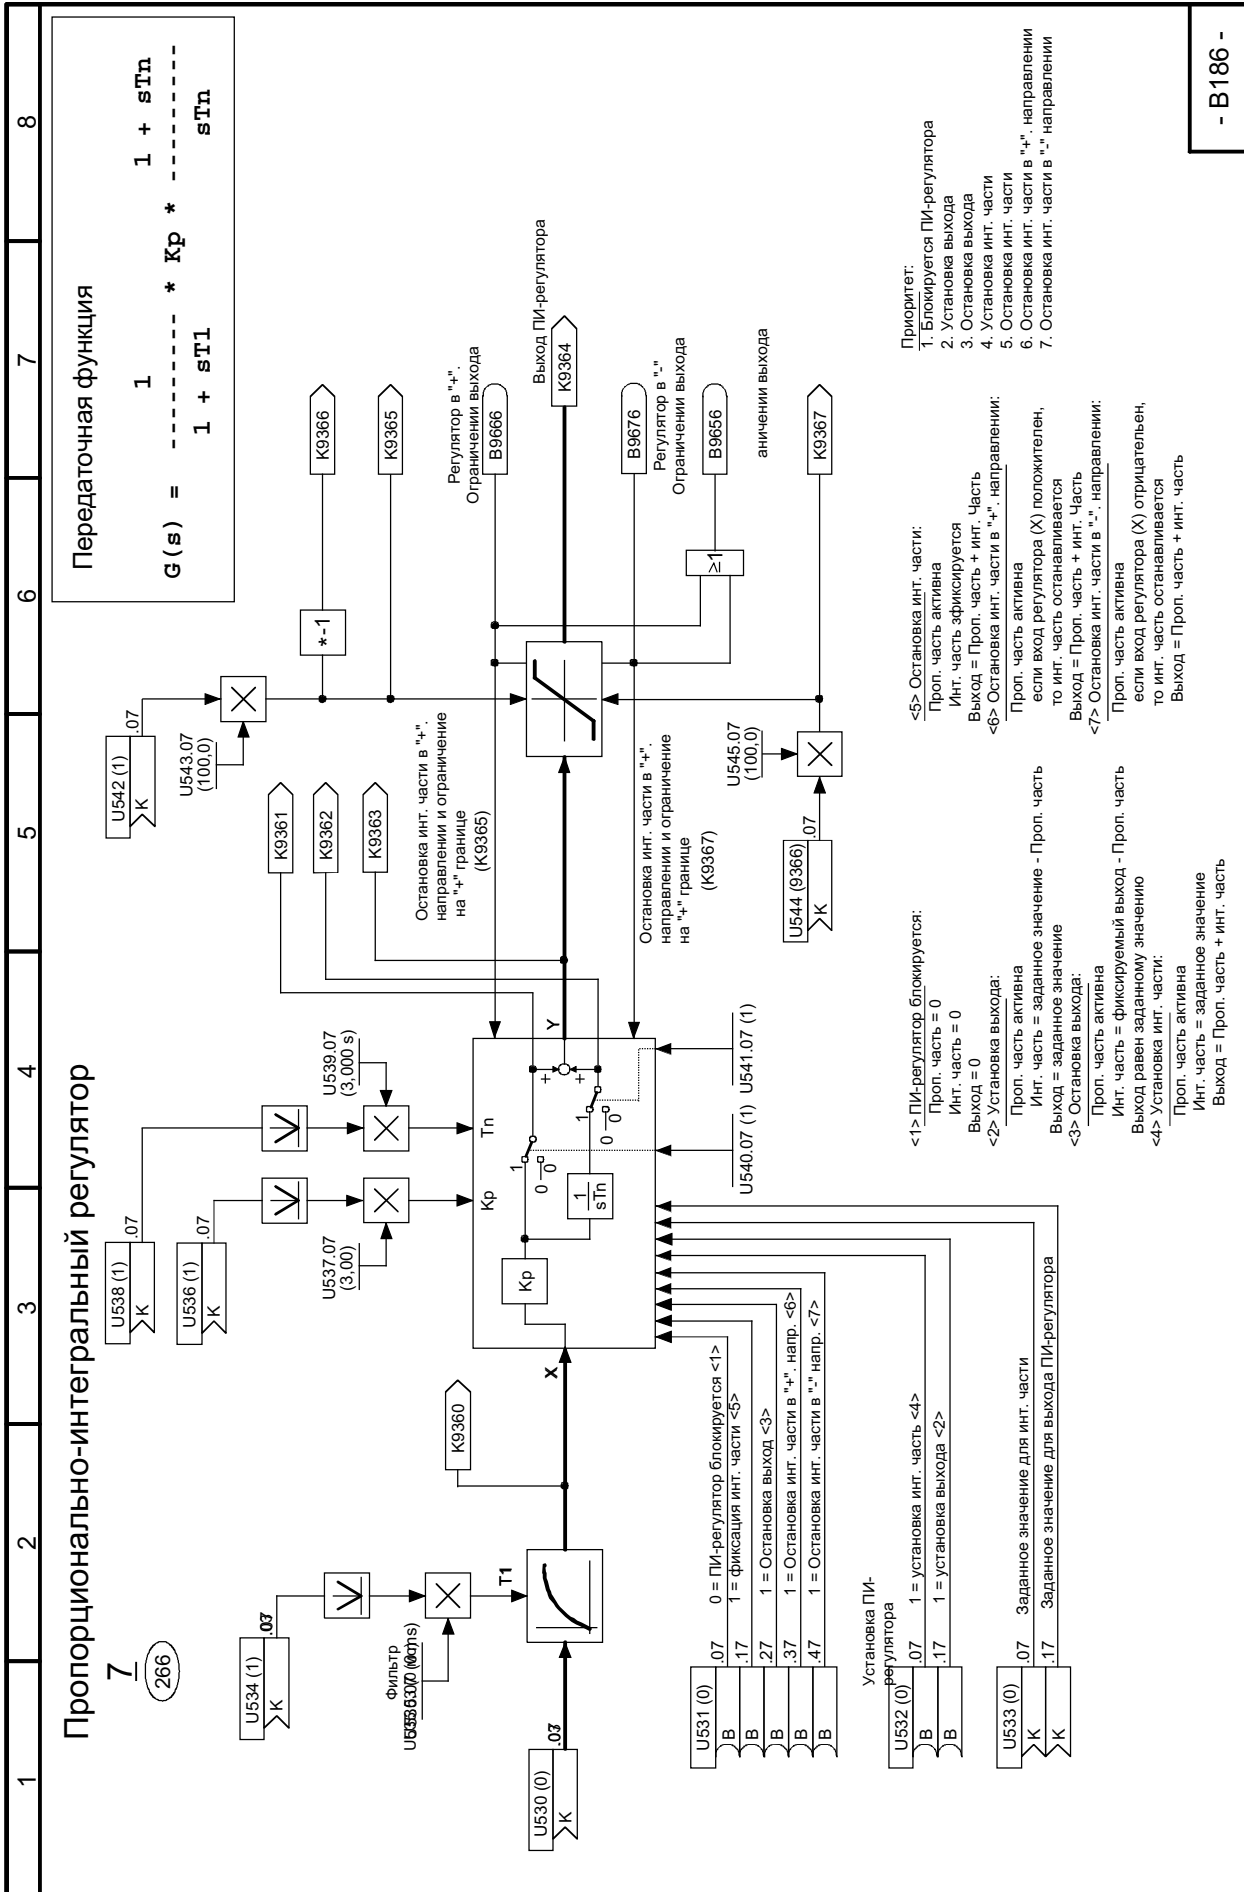 1 2 3 4 5 6 7 8
Пропорционально-интегральный регулятор
7
266
Передаточная функция
1 1 + sTn
G(s) = -------- * Kp * ----------
1 + sT1 sTn
U534 (1)
K
U538 (1)
.07
K
U536 (1)
.07
K
U542 (1)
.07
K
U543.07
(100,0)
*-1
K9366
K9365
K9361
K9362
K9363
U537.07
(3,00)
U539.07
(3,000 s)
Фильтр
T1
U530 (0)
K
K9360
X
Kp
Tn
Kp
1
sTn
1
0
0
1
0
0
+
+
Y
U540.07 (1)
U541.07 (1)
Остановка инт. части в "+".
направлении и ограничение
на "+" границе
(K9365)
Остановка инт. части в "+".
направлении и ограничение
на "+" границе
(K9367)
Регулятор в "+".
Ограничении выхода
B9666
Выход ПИ-регулятора
K9364
B9676
Регулятор в "-"
Ограничении выхода
B9656
≥1
аничении выхода
K9367
U545.07
(100,0)
U544 (9366)
.07
K
U531 (0)
B .07 0 = ПИ-регулятор блокируется <1>
B .17 1 = фиксация инт. части <5>
B .27 1 = Остановка выход <3>
B .37 1 = Остановка инт. части в "+". напр. <6>
B .47 1 = Остановка инт. части в "-" напр. <7>
Установка ПИ-
регулятора
U532 (0)
B .07 1 = установка инт. часть <4>
B .17 1 = установка выхода <2>
U533 (0)
K .07 Заданное значение для инт. части
K .17 Заданное значение для выхода ПИ-регулятора
<1> ПИ-регулятор блокируется:
Проп. часть = 0
Инт. часть = 0
Выход = 0
<2> Установка выхода:
Проп. часть активна
Инт. часть = заданное значение - Проп. часть
Выход = заданное значение
<3> Остановка выхода:
Проп. часть активна
Инт. часть = фиксируемый выход - Проп. часть
Выход равен заданному значению
<4> Установка инт. части:
Проп. часть активна
Инт. часть = заданное значение
Выход = Проп. часть + инт. часть
<5> Остановка инт. части:
Проп. часть активна
Инт. часть зфиксируется
Выход = Проп. часть + инт. Часть
<6> Остановка инт. части в "+". направлении:
Проп. часть активна
если вход регулятора (X) положителен,
то инт. часть останавливается
Выход = Проп. часть + инт. Часть
<7> Остановка инт. части в "-". направлении:
Проп. часть активна
если вход регулятора (X) отрицательен,
то инт. часть останавливается
Выход = Проп. часть + инт. часть
Приоритет:
1. Блокируется ПИ-регулятора
2. Установка выхода
3. Остановка выхода
4. Установка инт. части
5. Остановка инт. части
6. Остановка инт. части в "+". направлении
7. Остановка инт. части в "-" направлении
- B186 -